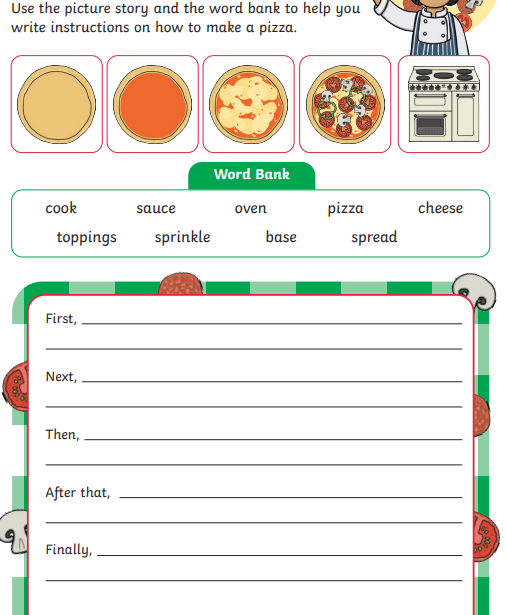 Use the picture story and the word bank to help you
write instructions on how to make a pizza.
Word Bank
cook sauce oven pizza cheese
toppings sprinkle base spread
First,
Next,
Then,
After that,
Finally,